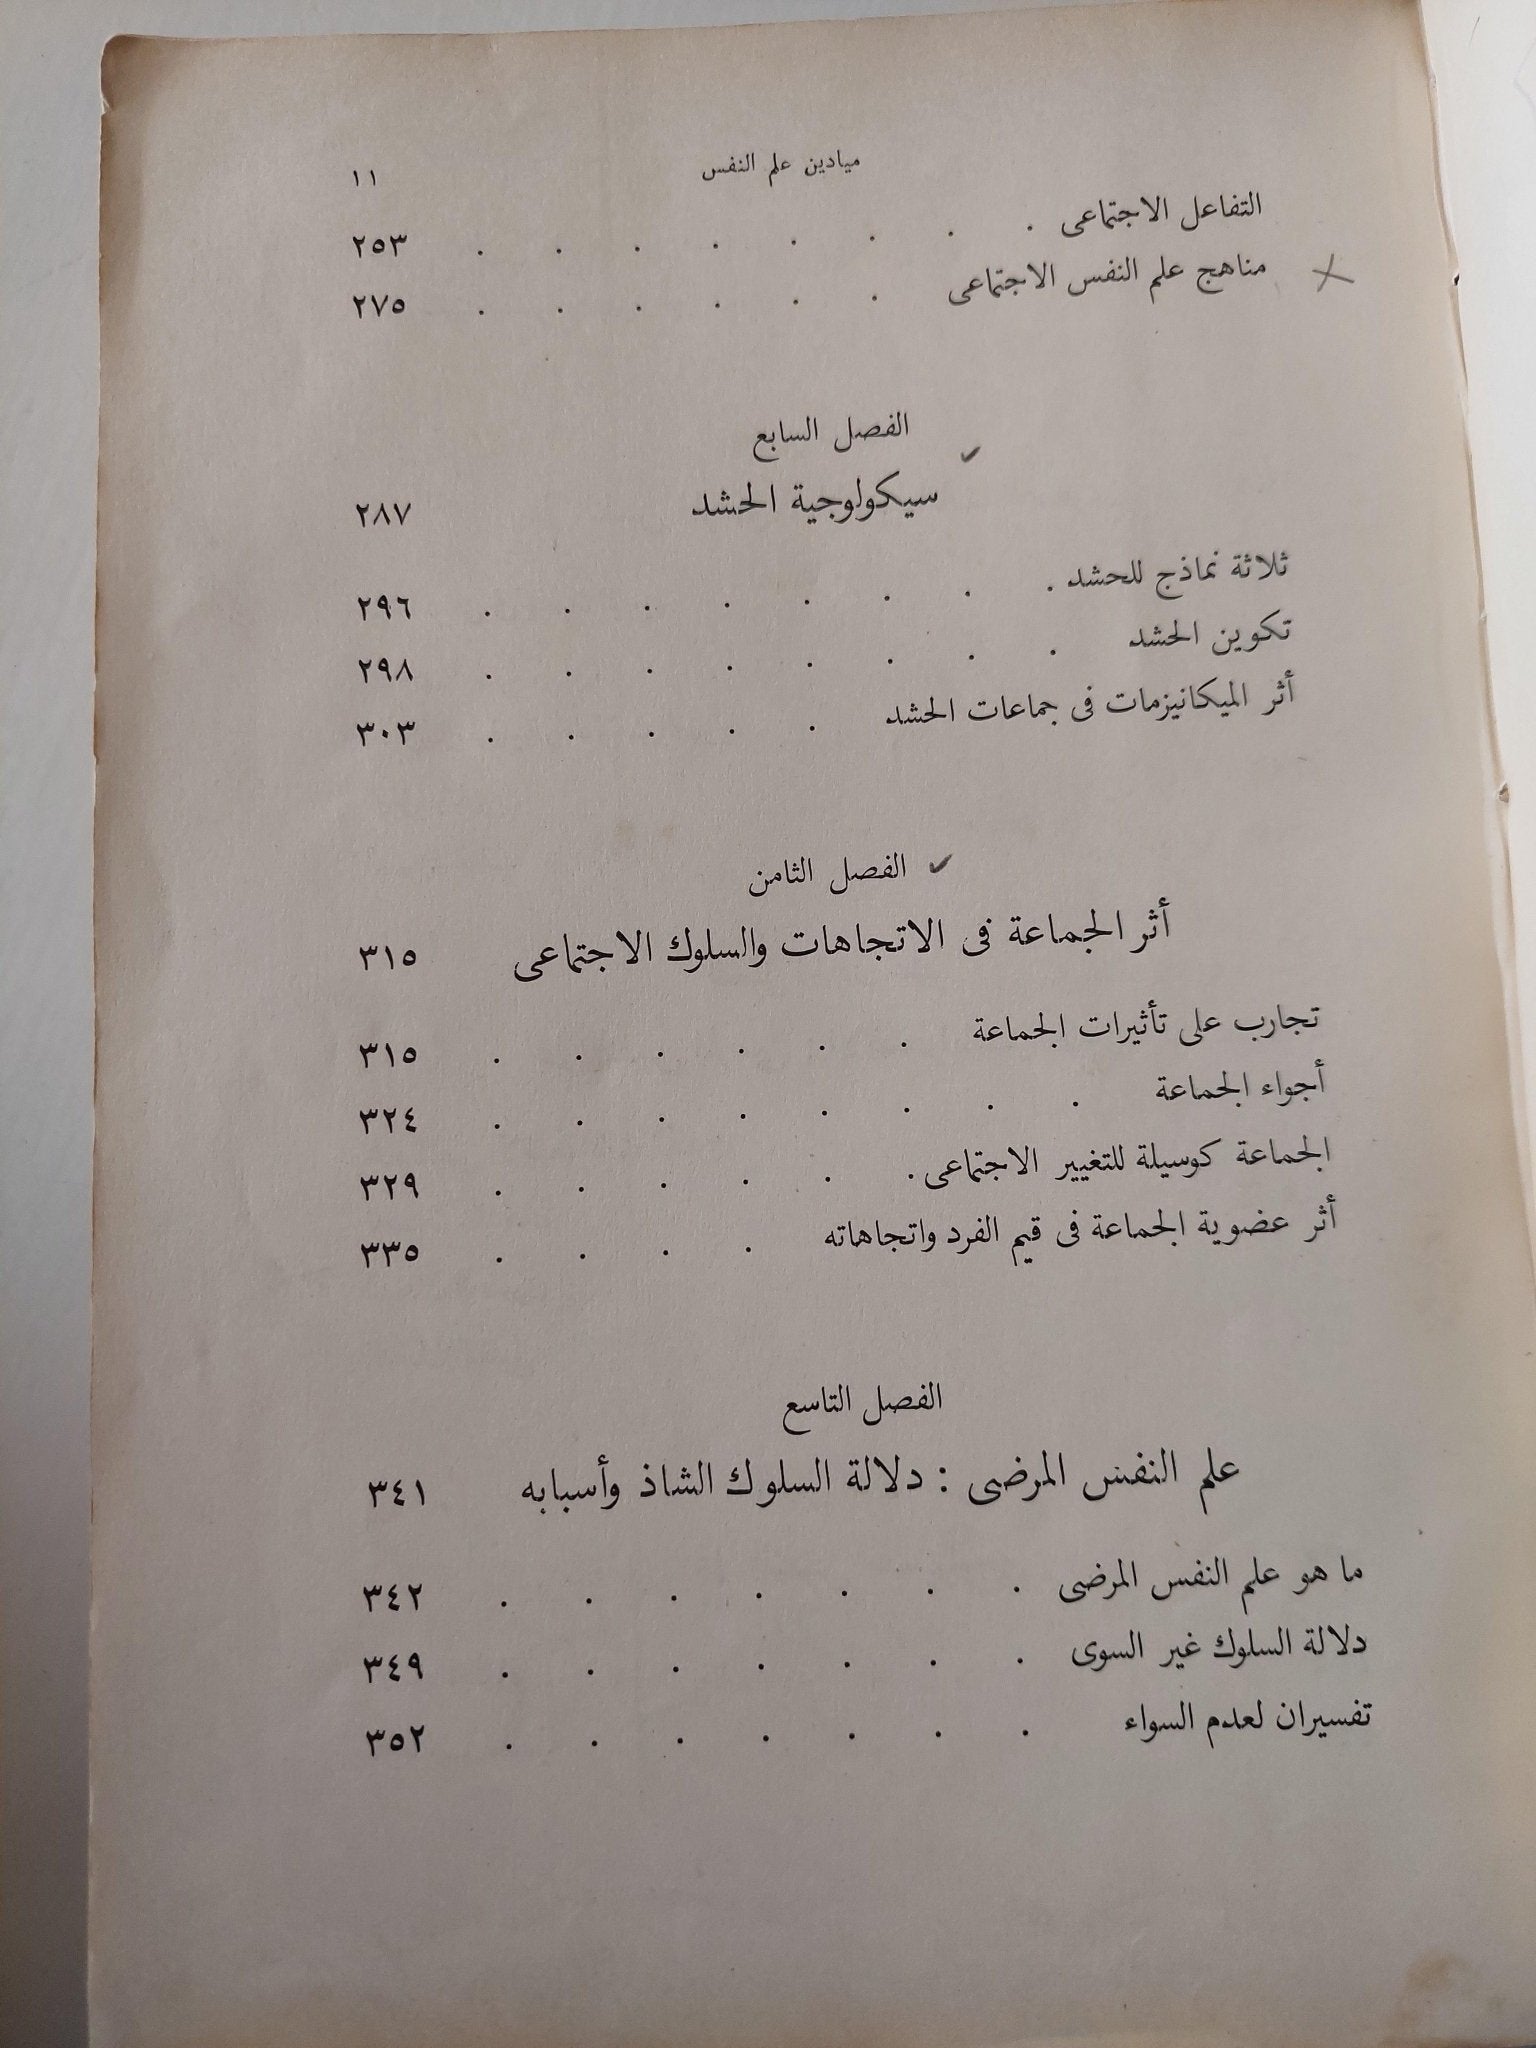 ميادين علم النفس ١١
التفاعل الاجتماعى . . . . . . . . ٢٥٣
مناهج علم النفس الاجتماعى . . . . . . ٢٧٥
الفصل السابع
سيكولوجية الحشد ٢٨٧
ثلاثة نماذج للحشد . . . . . . . . ٢٩٦
تكوين الحشد . . . . . . . . ٢٩٨
أثر الميكانيزمات فى جماعات الحشد . . . . . ٣٠٣
الفصل الثامن
أثر الجماعة فى الاتجاهات والسلوك الاجتماعى ٣١٥
تجارب على تأثيرات الجماعة . . . . . . ٣١٥
أجواء الجماعة . . . . . . . . ٣٢٤
الجماعة كوسيلة للتغيير الاجتماعى . . . . . . ٣٢٩
أثر عضوية الجماعة فى قيم الفرد واتجاهاته . . . . ٣٣٥
الفصل التاسع
علم النفس المرضى : دلالة السلوك الشاذ وأسبابه ٣٤١
ما هو علم النفس المرضى . . . . . . . ٣٤٢
دلالة السلوك غير السوى . . . . . . . ٣٤٩
تفسيران لعدم السواء . . . . . . . ٣٥٢